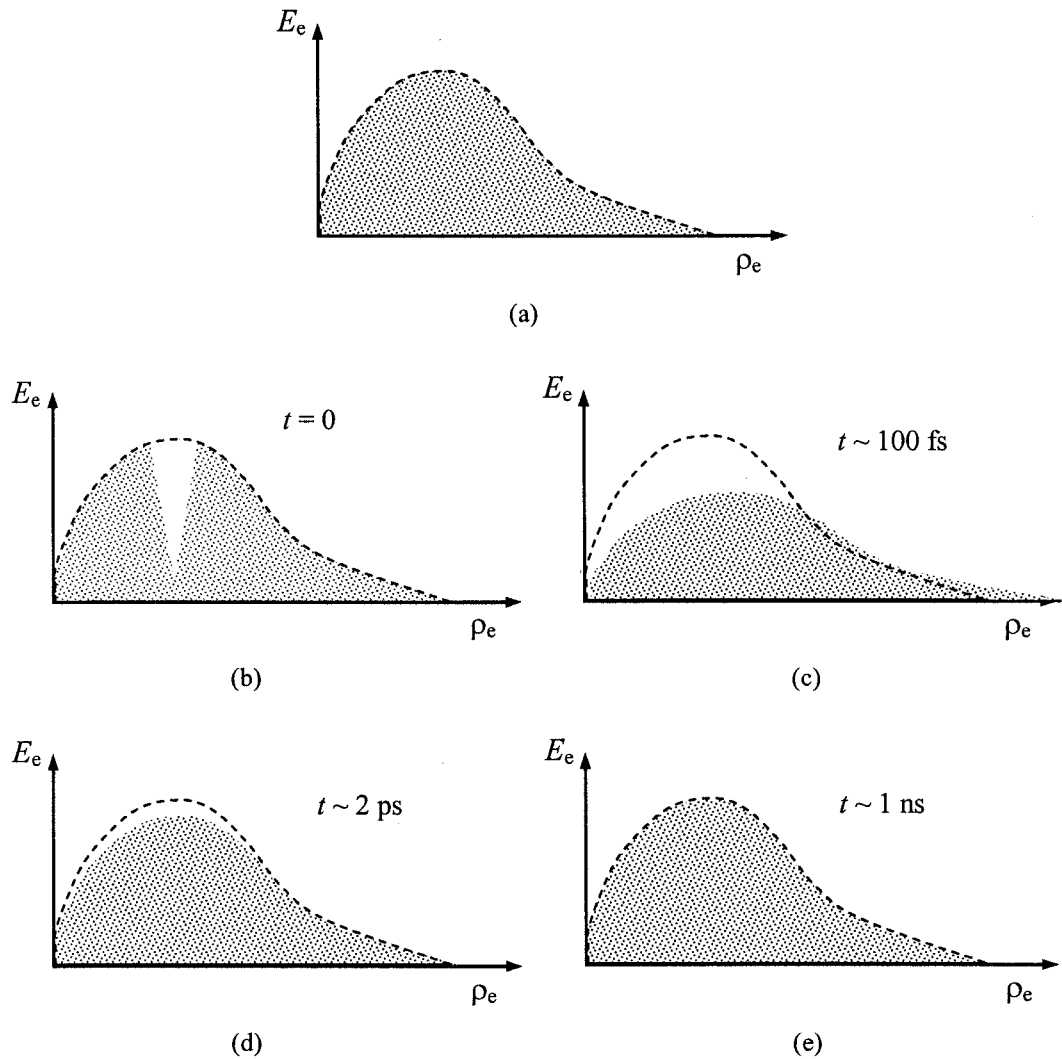 E_e
ρ_e
(a)
E_e
t = 0
ρ_e
(b)
E_e
t ~ 100 fs
ρ_e
(c)
E_e
t ~ 2 ps
ρ_e
(d)
E_e
t ~ 1 ns
ρ_e
(e)